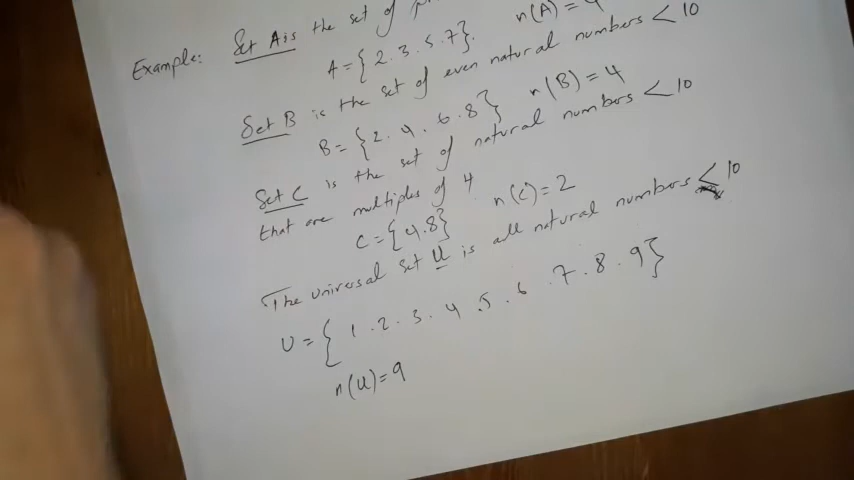 Example: Set A is the set of
A = {2. 3. 5. 7}. n(A) = 4
Set B is the set of even natural numbers < 10
B = {2. 4. 6. 8} n(B) = 4
Set C is the set of natural numbers < 10
that are multiples of 4
C = {4.8} n(C) = 2
The universal set U is all natural numbers < 10
U = { 1 . 2 . 3 . 4 . 5 . 6 . 7 . 8 . 9 }
n(U) = 9